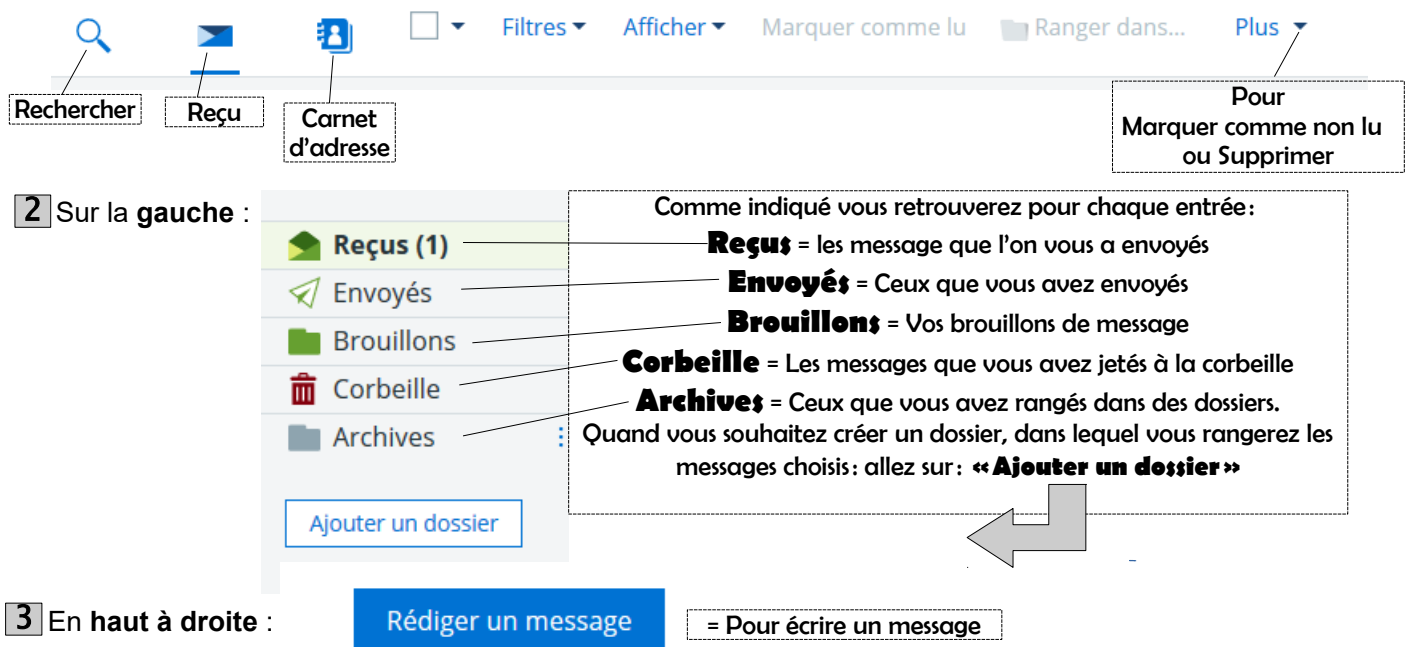 Filtres Afficher Marquer comme lu Ranger dans... Plus
Rechercher
Reçu
Carnet
d'adresse
Pour
Marquer comme non lu
ou Supprimer
2 Sur la gauche :
Reçus (1)
Envoyés
Brouillons
Corbeille
Archives
Ajouter un dossier
Comme indiqué vous retrouverez pour chaque entrée:
Reçus = les message que l'on vous a envoyés
Envoyés = Ceux que vous avez envoyés
Brouillons = Vos brouillons de message
Corbeille = Les messages que vous avez jetés à la corbeille
Archives = Ceux que vous avez rangés dans des dossiers.
Quand vous souhaitez créer un dossier, dans lequel vous rangerez les
messages choisis: allez sur: «Ajouter un dossier»
3 En haut à droite :
Rédiger un message
= Pour écrire un message